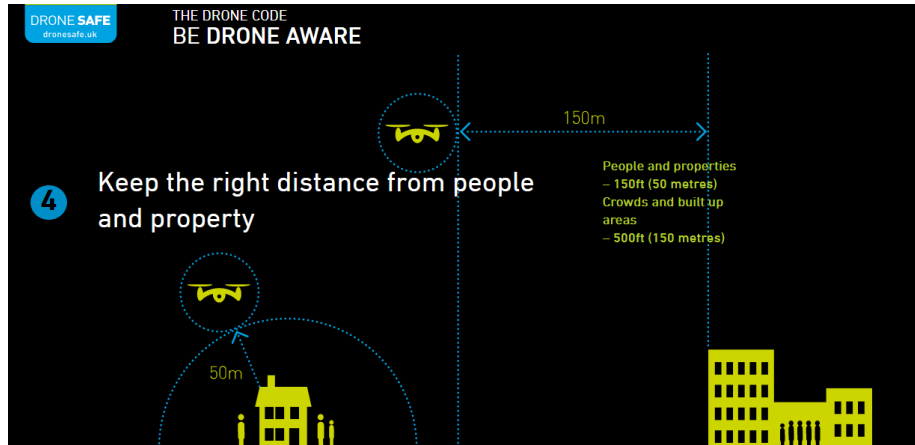 DRONE SAFE
dronesafe.uk
THE DRONE CODE
BE DRONE AWARE
150m
People and properties
– 150ft (50 metres)
Crowds and built up
areas
– 500ft (150 metres)
4
Keep the right distance from people
and property
50m